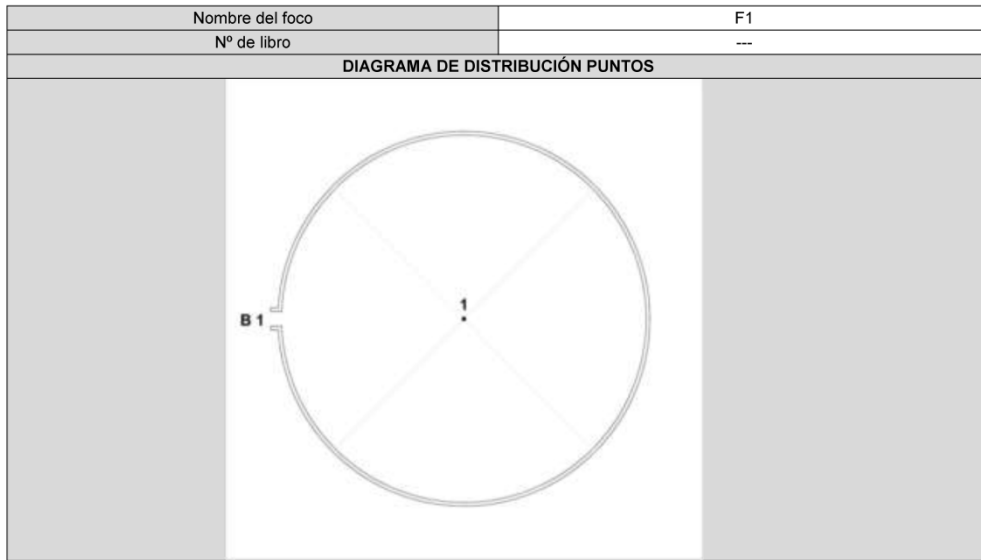 Nombre del foco F1
Nº de libro ---
DIAGRAMA DE DISTRIBUCIÓN PUNTOS
1
B 1